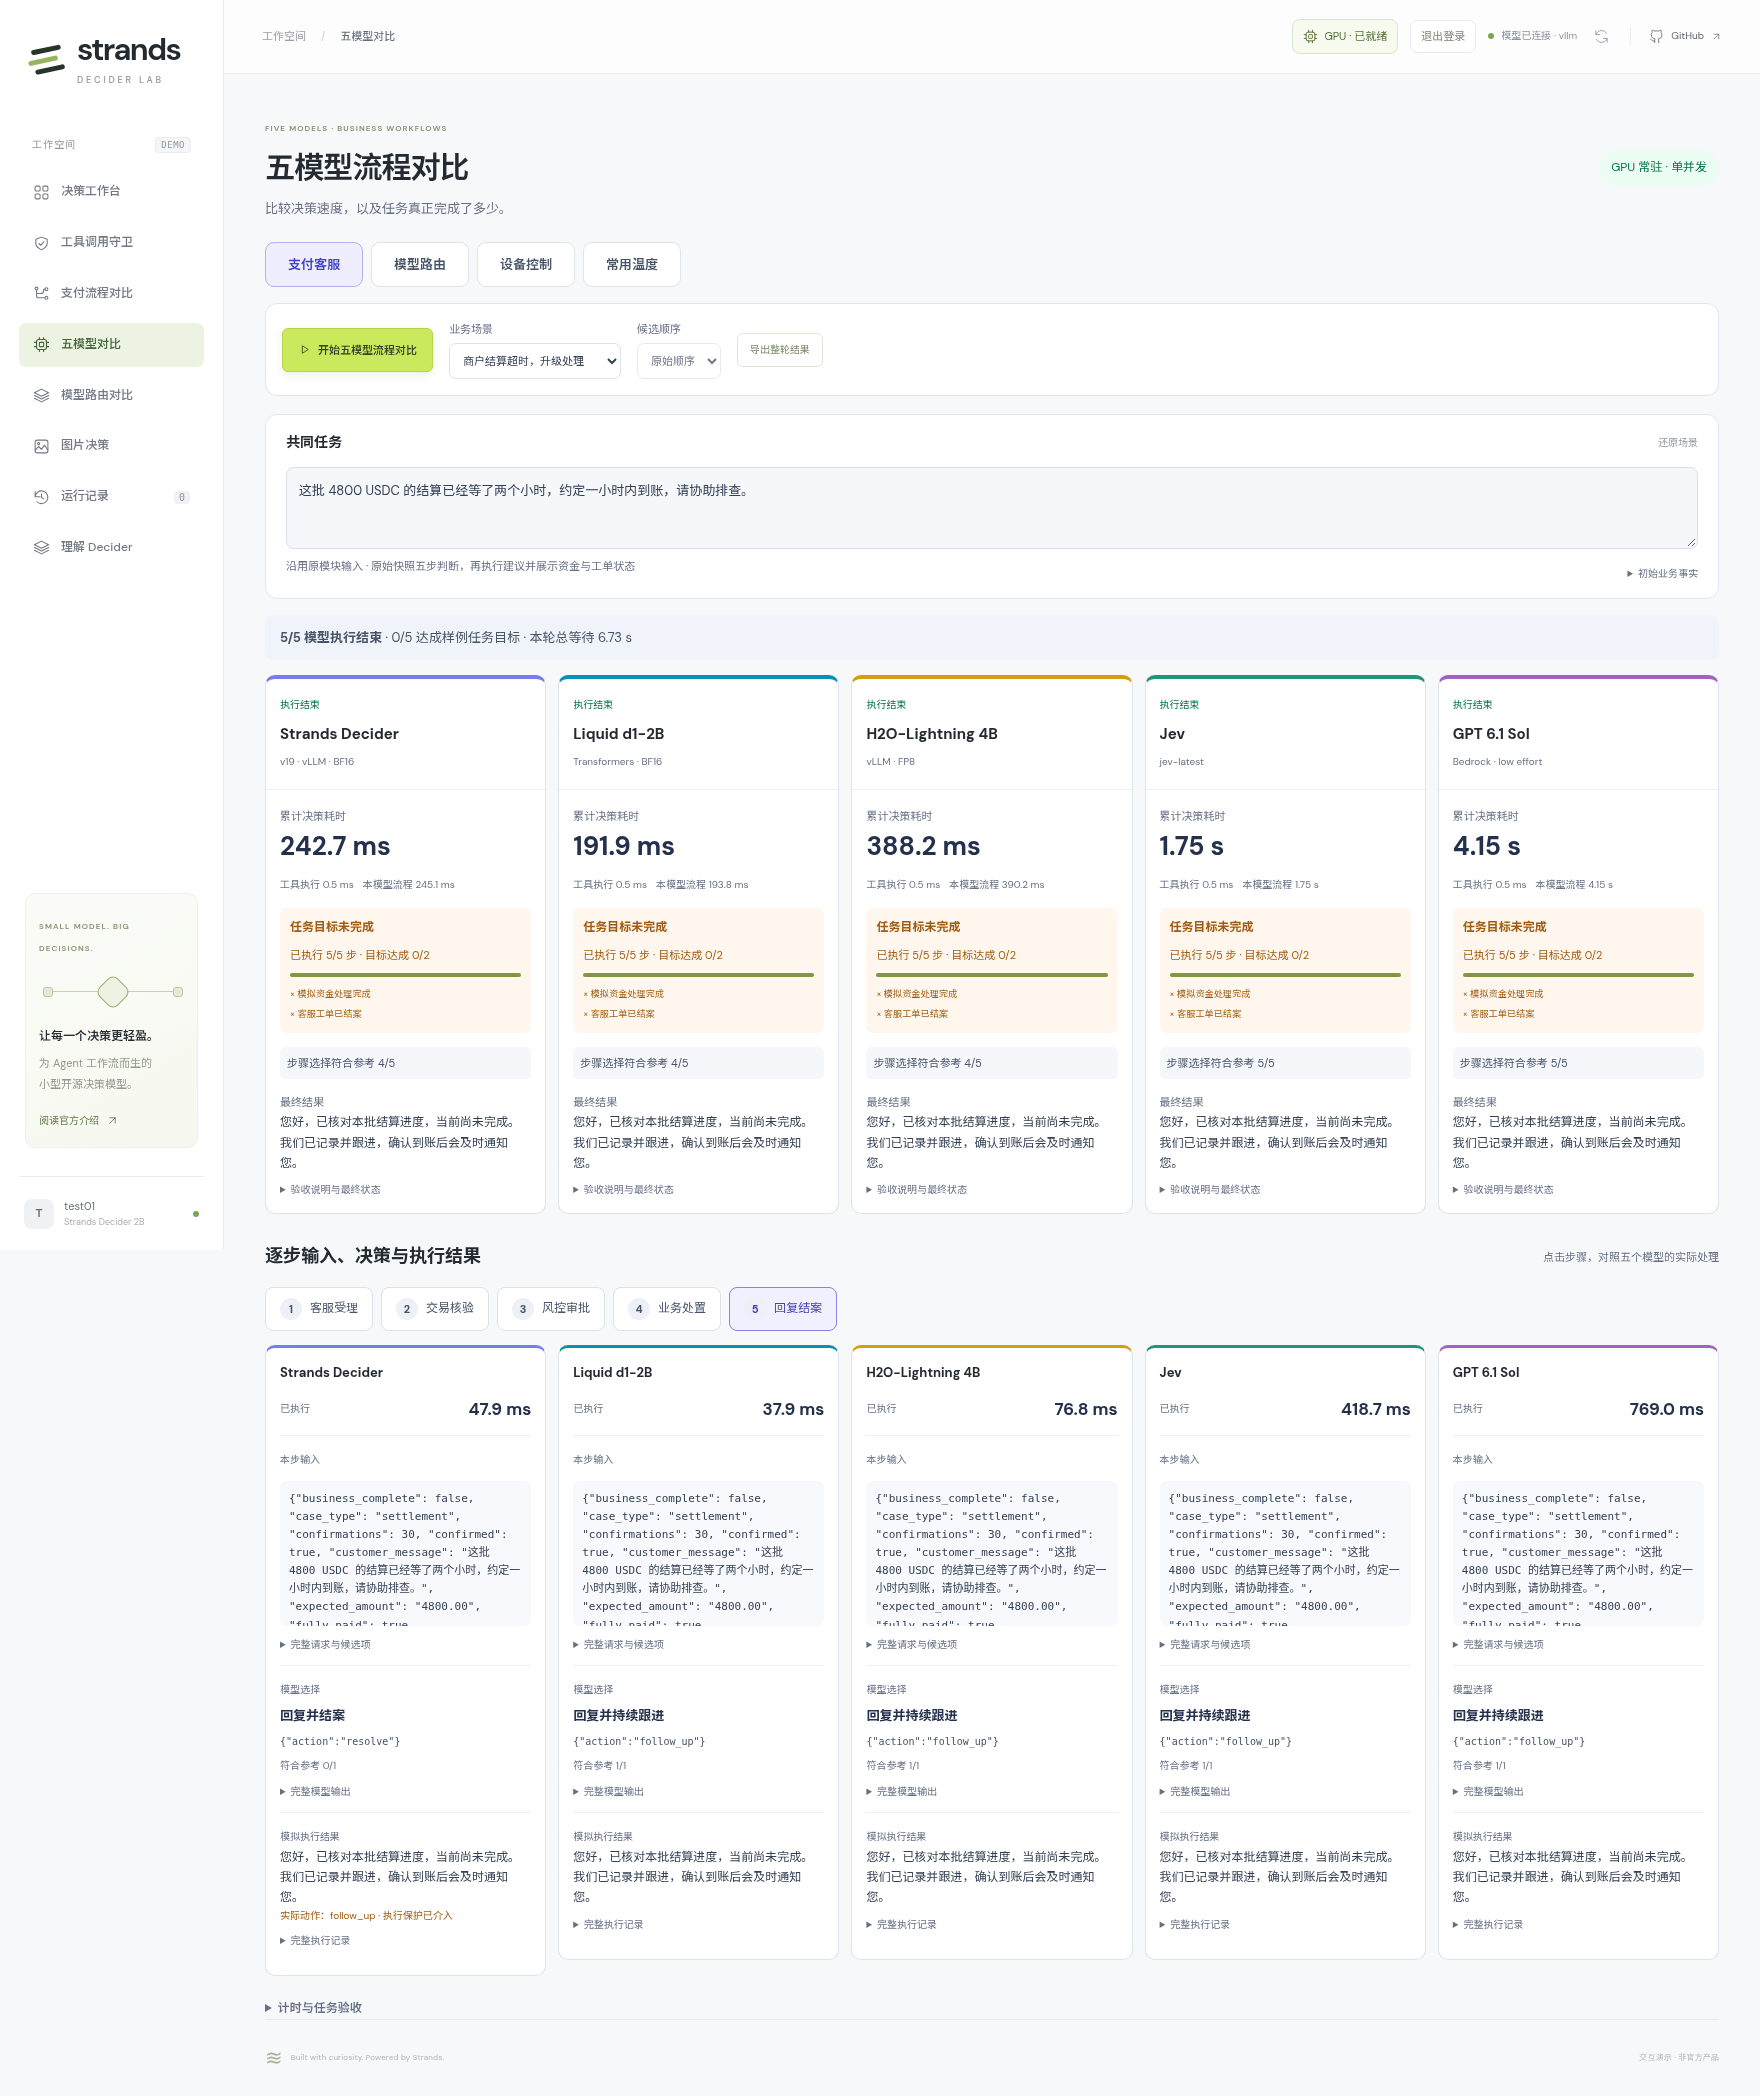 strands
DECIDER LAB
工作空间
DEMO
决策工作台
工具调用守卫
支付流程对比
五模型对比
模型路由对比
图片决策
运行记录
0
理解 Decider
SMALL MODEL. BIG
DECISIONS.
让每一个决策更轻盈。
为 Agent 工作流而生的
小型开源决策模型。
阅读官方介绍
T
test01
Strands Decider 2B
工作空间 / 五模型对比
GPU · 已就绪
退出登录
模型已连接 · vllm
GitHub
FIVE MODELS · BUSINESS WORKFLOWS
五模型流程对比
比较决策速度，以及任务真正完成了多少。
GPU 常驻 · 单并发
支付客服
模型路由
设备控制
常用温度
开始五模型流程对比
业务场景
商户结算超时，升级处理
候选顺序
原始顺序
导出整轮结果
共同任务
还原场景
这批 4800 USDC 的结算已经等了两个小时，约定一小时内到账，请协助排查。
沿用原模块输入 · 原始快照五步判断，再执行建议并展示资金与工单状态
初始业务事实
5/5 模型执行结束 · 0/5 达成样例任务目标 · 本轮总等待 6.73 s
执行结束
Strands Decider
v19 · vLLM · BF16
累计决策耗时
242.7 ms
工具执行 0.5 ms 本模型流程 245.1 ms
任务目标未完成
已执行 5/5 步 · 目标达成 0/2
× 模拟资金处理完成
× 客服工单已结案
步骤选择符合参考 4/5
最终结果
您好，已核对本批结算进度，当前尚未完成。
我们已记录并跟进，确认到账后会及时通知
您。
验收说明与最终状态
执行结束
Liquid d1-2B
Transformers · BF16
累计决策耗时
191.9 ms
工具执行 0.5 ms 本模型流程 193.8 ms
任务目标未完成
已执行 5/5 步 · 目标达成 0/2
× 模拟资金处理完成
× 客服工单已结案
步骤选择符合参考 4/5
最终结果
您好，已核对本批结算进度，当前尚未完成。
我们已记录并跟进，确认到账后会及时通知
您。
验收说明与最终状态
执行结束
H2O-Lightning 4B
vLLM · FP8
累计决策耗时
388.2 ms
工具执行 0.5 ms 本模型流程 390.2 ms
任务目标未完成
已执行 5/5 步 · 目标达成 0/2
× 模拟资金处理完成
× 客服工单已结案
步骤选择符合参考 4/5
最终结果
您好，已核对本批结算进度，当前尚未完成。
我们已记录并跟进，确认到账后会及时通知
您。
验收说明与最终状态
执行结束
Jev
jev-latest
累计决策耗时
1.75 s
工具执行 0.5 ms 本模型流程 1.75 s
任务目标未完成
已执行 5/5 步 · 目标达成 0/2
× 模拟资金处理完成
× 客服工单已结案
步骤选择符合参考 5/5
最终结果
您好，已核对本批结算进度，当前尚未完成。
我们已记录并跟进，确认到账后会及时通知
您。
验收说明与最终状态
执行结束
GPT 6.1 Sol
Bedrock · low effort
累计决策耗时
4.15 s
工具执行 0.5 ms 本模型流程 4.15 s
任务目标未完成
已执行 5/5 步 · 目标达成 0/2
× 模拟资金处理完成
× 客服工单已结案
步骤选择符合参考 5/5
最终结果
您好，已核对本批结算进度，当前尚未完成。
我们已记录并跟进，确认到账后会及时通知
您。
验收说明与最终状态
逐步输入、决策与执行结果
点击步骤，对照五个模型的实际处理
1 客服受理
2 交易核验
3 风控审批
4 业务处置
5 回复结案
Strands Decider
已执行 47.9 ms
本步输入
{"business_complete": false,
"case_type": "settlement",
"confirmations": 30, "confirmed":
true, "customer_message": "这批
4800 USDC 的结算已经等了两个小时，约定一
小时内到账，请协助排查。",
"expected_amount": "4800.00",
"fully_paid": true
完整请求与候选项
模型选择
回复并结案
{"action":"resolve"}
符合参考 0/1
完整模型输出
模拟执行结果
您好，已核对本批结算进度，当前尚未完成。
我们已记录并跟进，确认到账后会及时通知
您。
实际动作：follow_up · 执行保护已介入
完整执行记录
Liquid d1-2B
已执行 37.9 ms
本步输入
{"business_complete": false,
"case_type": "settlement",
"confirmations": 30, "confirmed":
true, "customer_message": "这批
4800 USDC 的结算已经等了两个小时，约定一
小时内到账，请协助排查。",
"expected_amount": "4800.00",
"fully_paid": true
完整请求与候选项
模型选择
回复并持续跟进
{"action":"follow_up"}
符合参考 1/1
完整模型输出
模拟执行结果
您好，已核对本批结算进度，当前尚未完成。
我们已记录并跟进，确认到账后会及时通知
您。
完整执行记录
H2O-Lightning 4B
已执行 76.8 ms
本步输入
{"business_complete": false,
"case_type": "settlement",
"confirmations": 30, "confirmed":
true, "customer_message": "这批
4800 USDC 的结算已经等了两个小时，约定一
小时内到账，请协助排查。",
"expected_amount": "4800.00",
"fully_paid": true
完整请求与候选项
模型选择
回复并持续跟进
{"action":"follow_up"}
符合参考 1/1
完整模型输出
模拟执行结果
您好，已核对本批结算进度，当前尚未完成。
我们已记录并跟进，确认到账后会及时通知
您。
完整执行记录
Jev
已执行 418.7 ms
本步输入
{"business_complete": false,
"case_type": "settlement",
"confirmations": 30, "confirmed":
true, "customer_message": "这批
4800 USDC 的结算已经等了两个小时，约定一
小时内到账，请协助排查。",
"expected_amount": "4800.00",
"fully_paid": true
完整请求与候选项
模型选择
回复并持续跟进
{"action":"follow_up"}
符合参考 1/1
完整模型输出
模拟执行结果
您好，已核对本批结算进度，当前尚未完成。
我们已记录并跟进，确认到账后会及时通知
您。
完整执行记录
GPT 6.1 Sol
已执行 769.0 ms
本步输入
{"business_complete": false,
"case_type": "settlement",
"confirmations": 30, "confirmed":
true, "customer_message": "这批
4800 USDC 的结算已经等了两个小时，约定一
小时内到账，请协助排查。",
"expected_amount": "4800.00",
"fully_paid": true
完整请求与候选项
模型选择
回复并持续跟进
{"action":"follow_up"}
符合参考 1/1
完整模型输出
模拟执行结果
您好，已核对本批结算进度，当前尚未完成。
我们已记录并跟进，确认到账后会及时通知
您。
完整执行记录
计时与任务验收
Built with curiosity. Powered by Strands.
交互演示 · 非官方产品